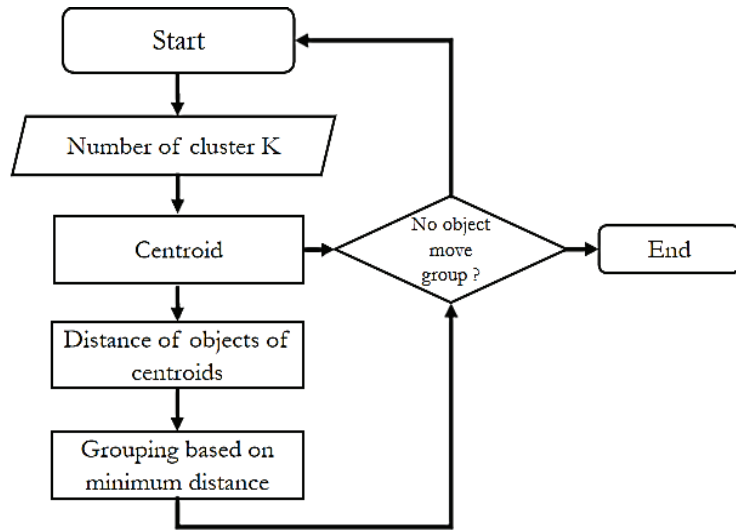 Start
Number of cluster K
Centroid
Distance of objects of
centroids
Grouping based on
minimum distance
No object
move
group ?
End